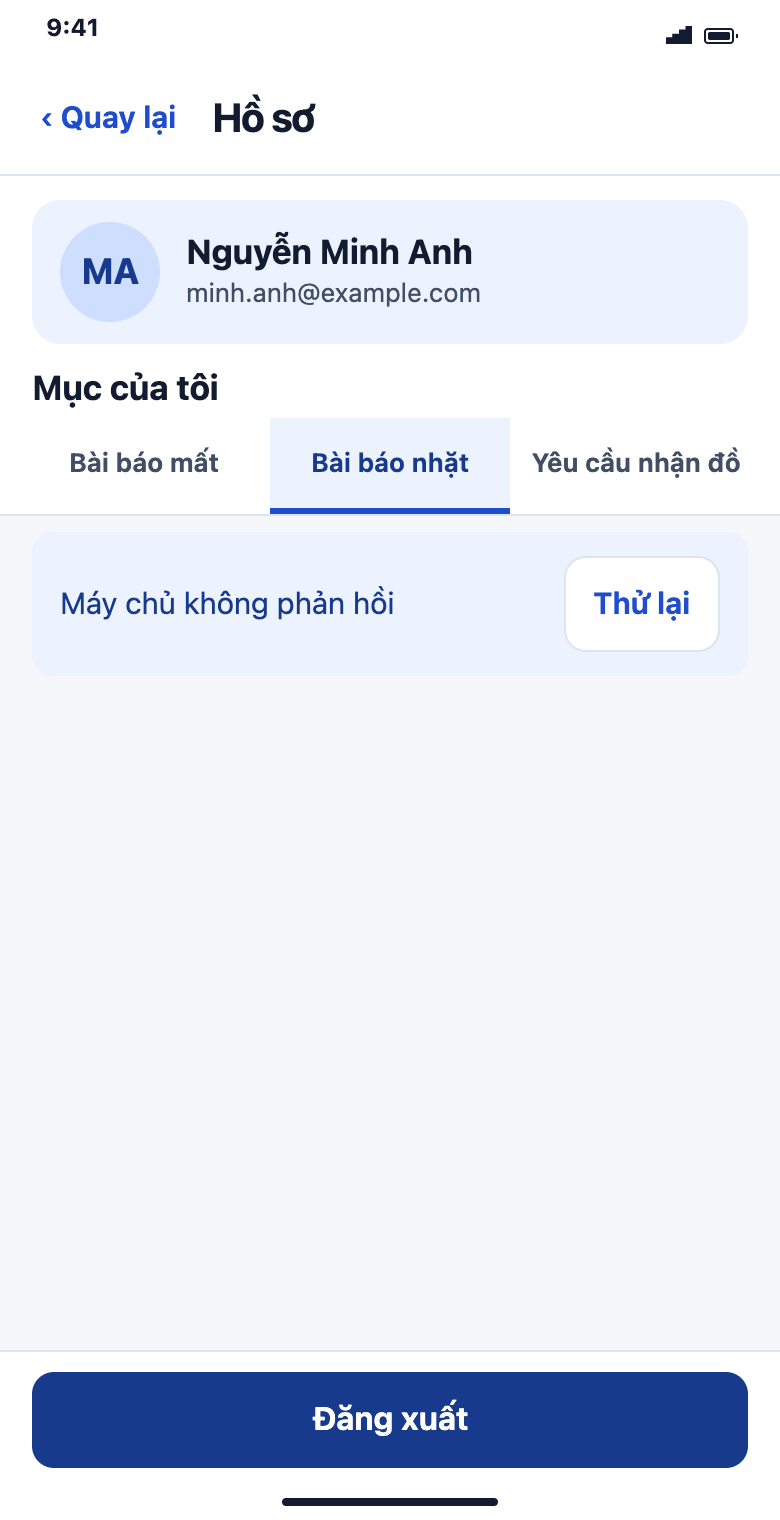 9:41
‹ Quay lại
Hồ sơ
MA
Nguyễn Minh Anh
minh.anh@example.com
Mục của tôi
Bài báo mất
Bài báo nhặt
Yêu cầu nhận đồ
Máy chủ không phản hồi
Thử lại
Đăng xuất